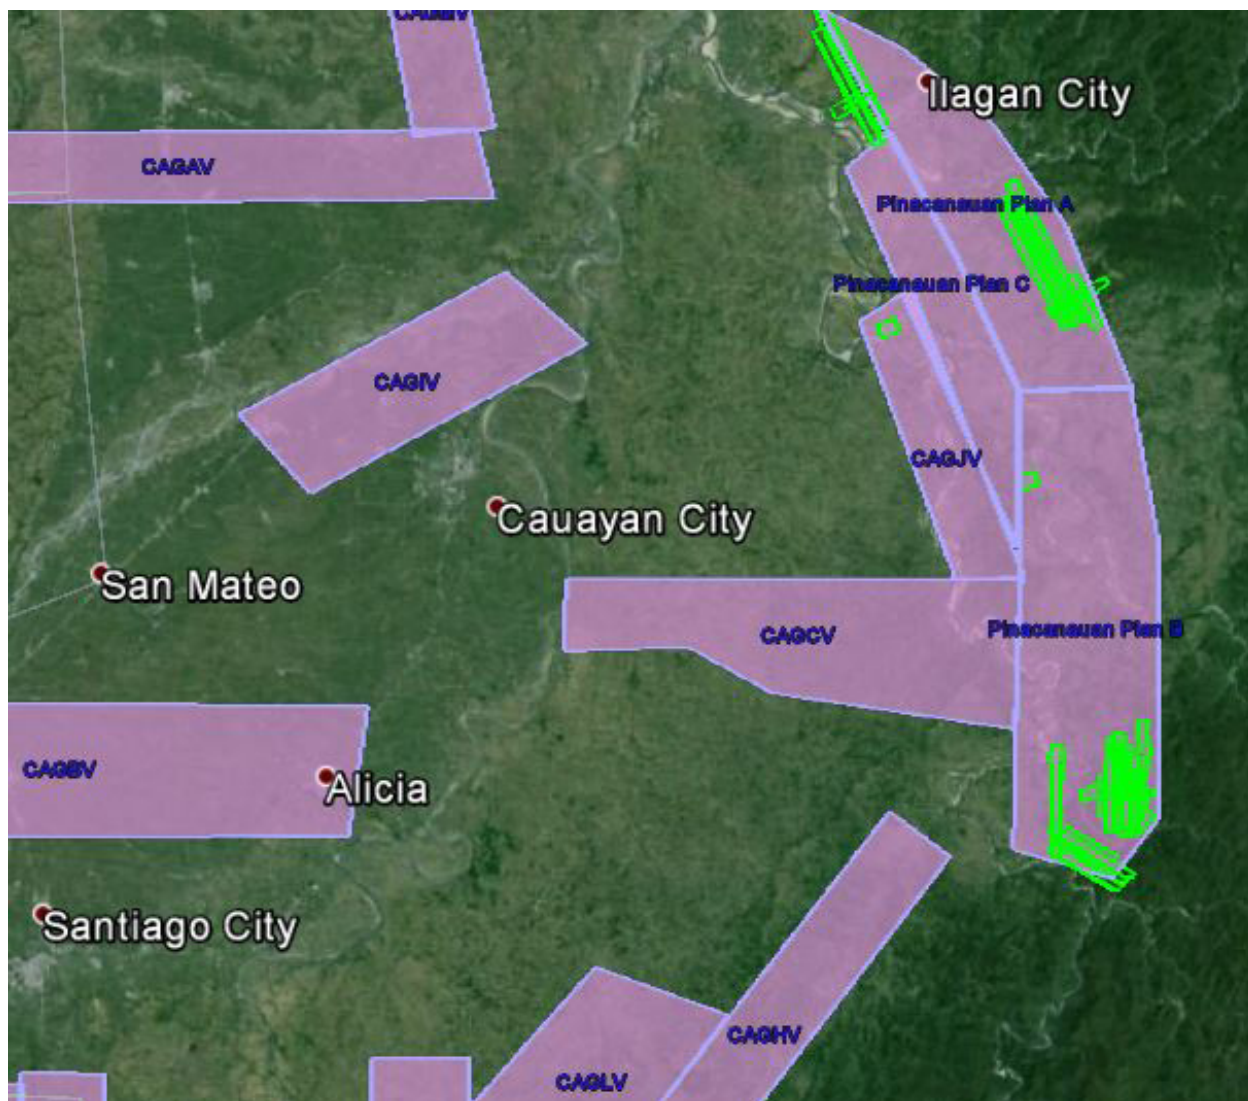 Ilagan City
CAGAV
Pinacanauan Plan A
Pinacanauan Plan C
CAGIV
CAGJV
Cauayan City
San Mateo
CAGCV
Pinacanauan Plan B
CAGBV
Alicia
Santiago City
CAGHV
CAGLV